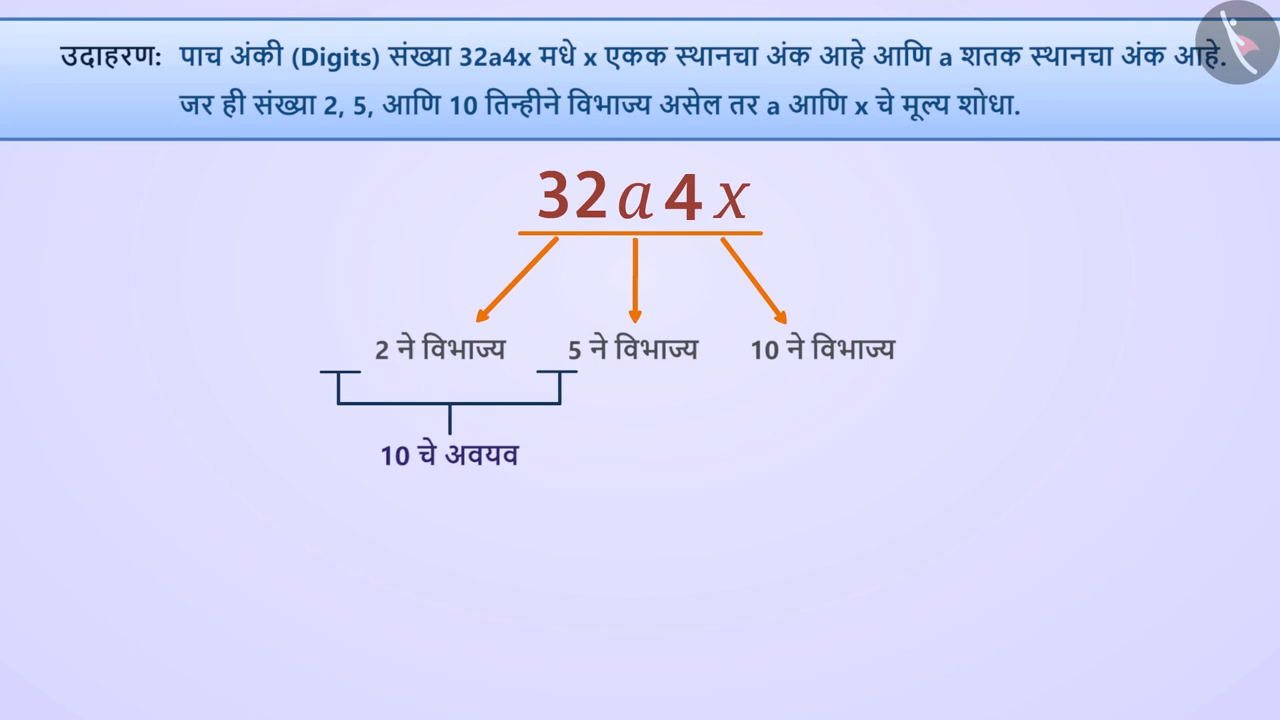 उदाहरण: पाच अंकी (Digits) संख्या 32a4x मधे x एकक स्थानचा अंक आहे आणि a शतक स्थानचा अंक आहे.
जर ही संख्या 2, 5, आणि 10 तिन्हीने विभाज्य असेल तर a आणि x चे मूल्य शोधा.
32a4x
2 ने विभाज्य 5 ने विभाज्य 10 ने विभाज्य
10 चे अवयव